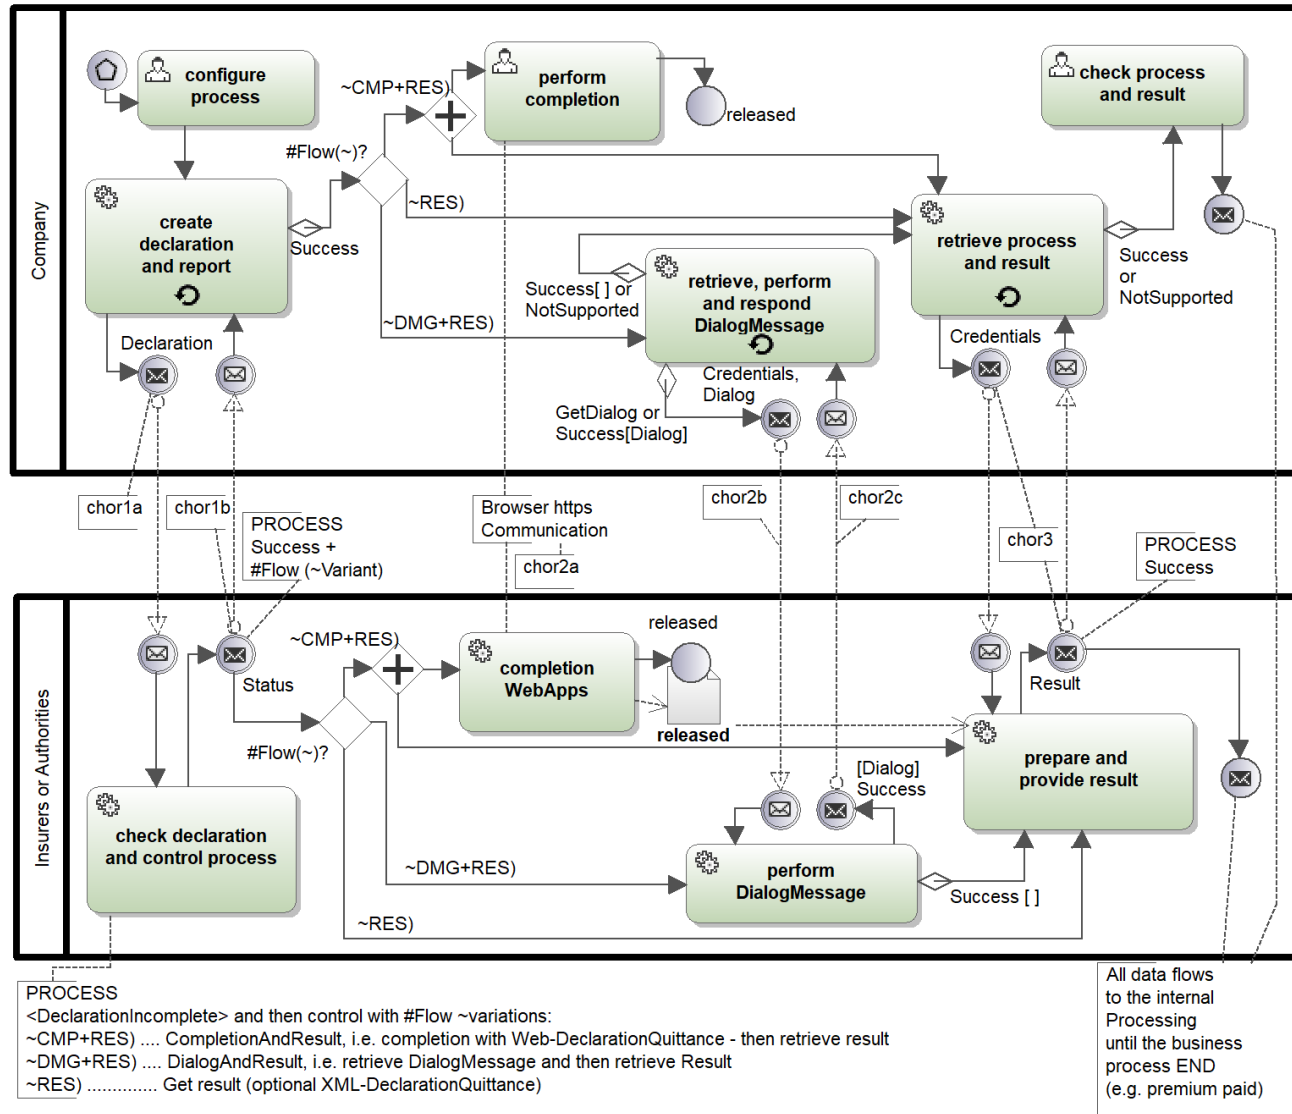 Company
configure
process
~CMP+RES)
perform
completion
released
check process
and result
#Flow(~)?
create
declaration
and report
Success
~RES)
retrieve process
and result
Success
or
NotSupported
Success[ ] or
NotSupported
retrieve, perform
and respond
DialogMessage
~DMG+RES)
Declaration
Credentials
Credentials,
Dialog
GetDialog or
Success[Dialog]
chor1a
chor1b
PROCESS
Success +
#Flow (~Variant)
Browser https
Communication
chor2a
chor2b
chor2c
chor3
PROCESS
Success
Insurers or Authorities
Status
~CMP+RES)
completion
WebApps
released
released
Result
#Flow(~)?
prepare and
provide result
[Dialog]
Success
check declaration
and control process
~DMG+RES)
perform
DialogMessage
Success [ ]
~RES)
PROCESS
<DeclarationIncomplete> and then control with #Flow ~variations:
~CMP+RES) .... CompletionAndResult, i.e. completion with Web-DeclarationQuittance - then retrieve result
~DMG+RES) .... DialogAndResult, i.e. retrieve DialogMessage and then retrieve Result
~RES) .............. Get result (optional XML-DeclarationQuittance)
All data flows
to the internal
Processing
until the business
process END
(e.g. premium paid)